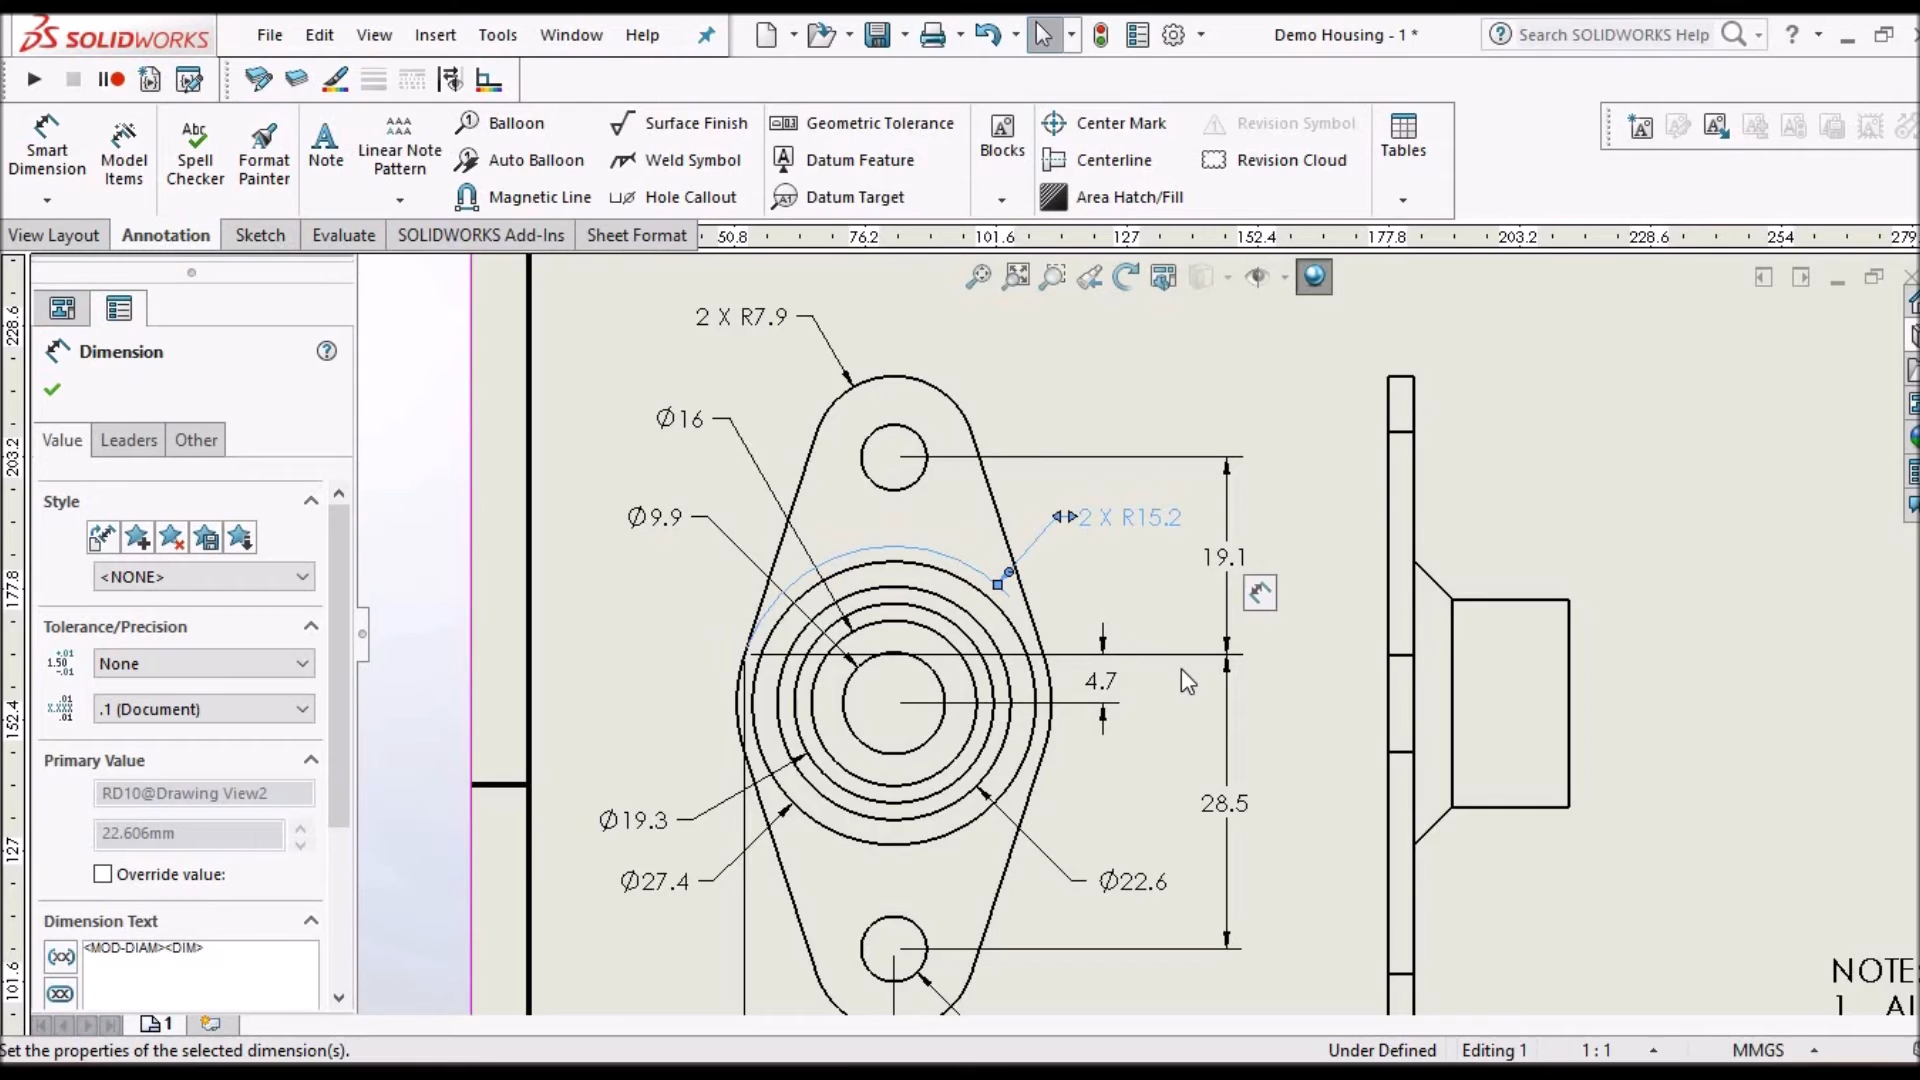 SOLIDWORKS
File Edit View Insert Tools Window Help
Demo Housing - 1 *
Search SOLIDWORKS Help
Smart Dimension
Model Items
Abc
Spell Checker
Format Painter
Note
Linear Note Pattern
Balloon
Auto Balloon
Magnetic Line
Surface Finish
Weld Symbol
Hole Callout
Geometric Tolerance
Datum Feature
Datum Target
Blocks
Center Mark
Centerline
Area Hatch/Fill
Revision Symbol
Revision Cloud
Tables
View Layout Annotation Sketch Evaluate SOLIDWORKS Add-Ins Sheet Format
50.8 76.2 101.6 127 152.4 177.8 203.2 228.6 254 279
228.6
203.2
177.8
152.4
127
101.6
Dimension
Value Leaders Other
Style
<NONE>
Tolerance/Precision
None
.1 (Document)
Primary Value
RD10@Drawing View2
22.606mm
Override value:
Dimension Text
<MOD-DIAM><DIM>
(xx)
2 X R7.9
Ø16
Ø9.9
2 X R15.2
19.1
4.7
28.5
Ø19.3
Ø27.4
Ø22.6
NOTE
1 Al
1
Set the properties of the selected dimension(s).
Under Defined Editing 1 1 : 1 MMGS